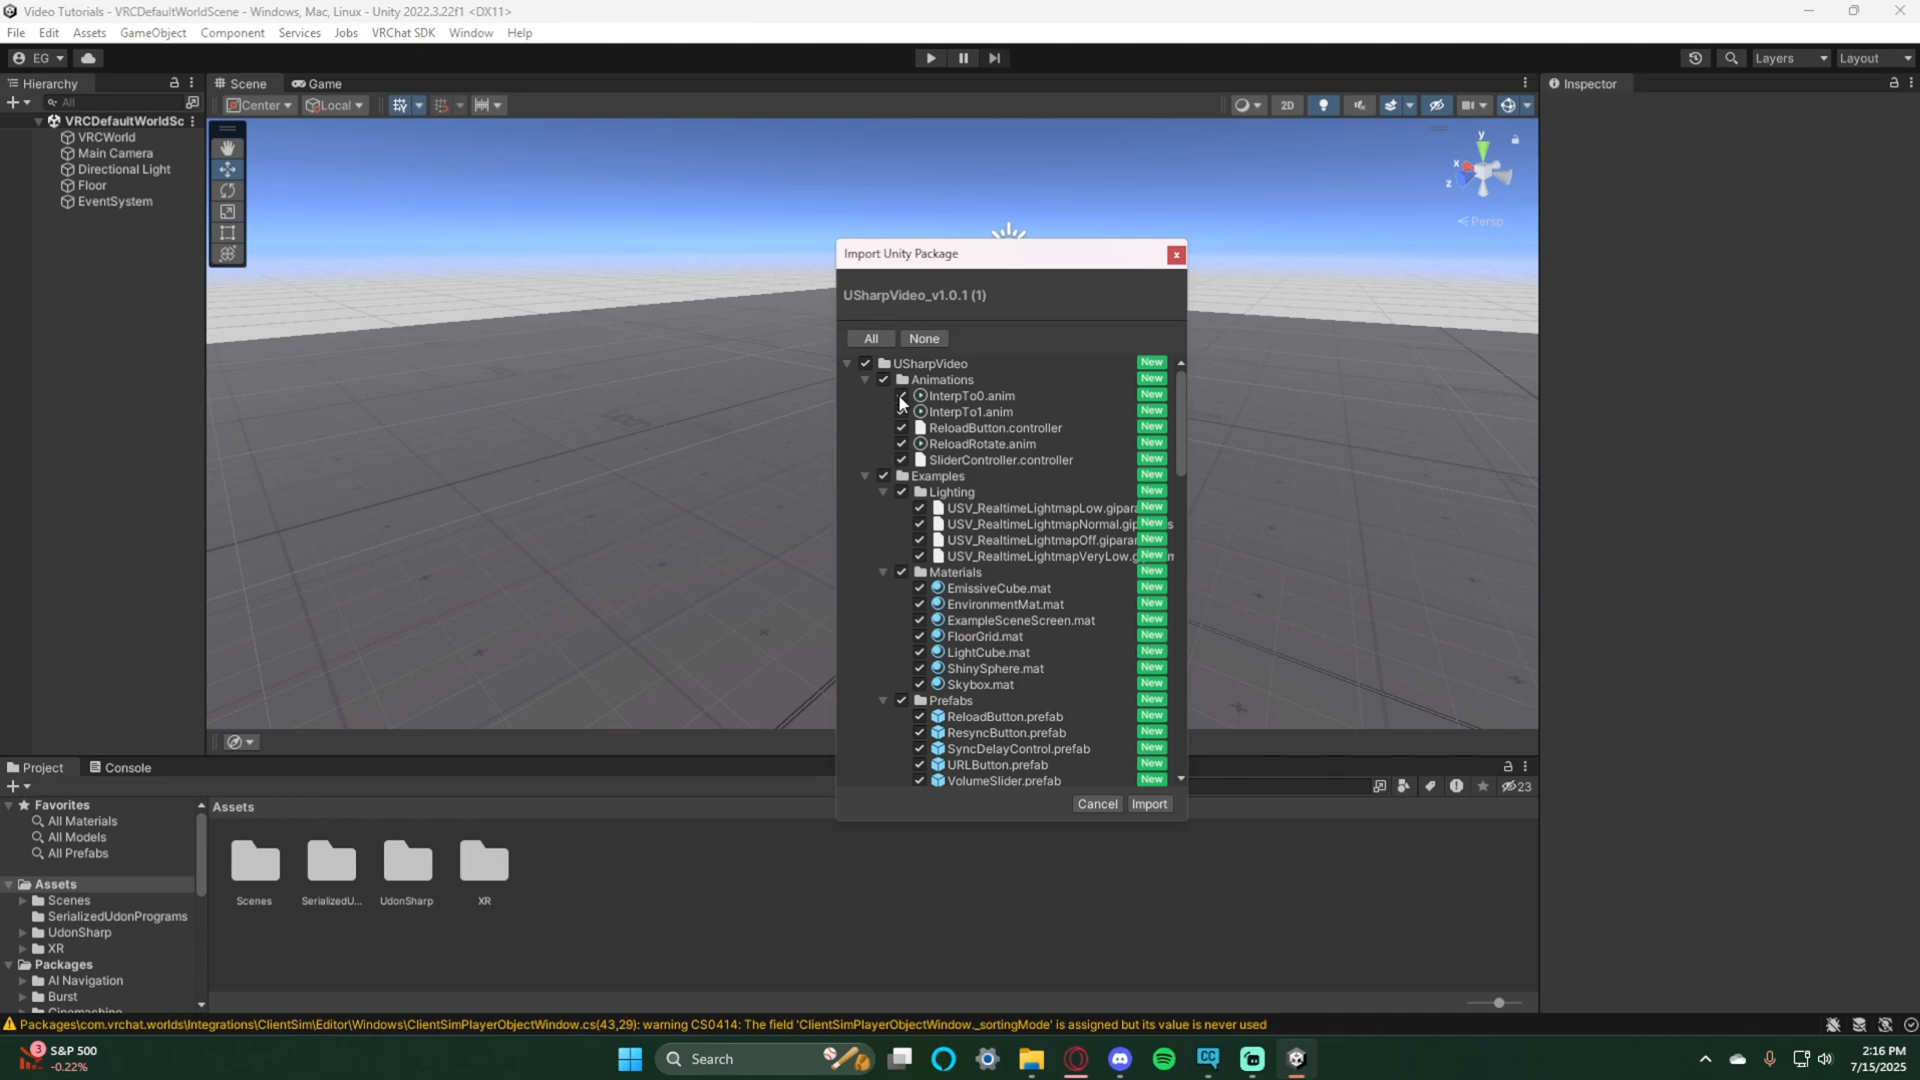 Video Tutorials - VRCDefaultWorldScene - Windows, Mac, Linux - Unity 2022.3.22f1 <DX11>
File Edit Assets GameObject Component Services Jobs VRChat SDK Window Help
EG Layers Layout
Hierarchy Scene Game Inspector
All Center Local 2D
VRCDefaultWorldSc
VRCWorld
Main Camera
Directional Light
Floor
EventSystem
y
x
z
Persp
Import Unity Package x
USharpVideo_v1.0.1 (1)
All None
USharpVideo New
Animations New
InterpTo0.anim New
InterpTo1.anim New
ReloadButton.controller New
ReloadRotate.anim New
SliderController.controller New
Examples New
Lighting New
USV_RealtimeLightmapLow.gipara New
USV_RealtimeLightmapNormal.gip New s
USV_RealtimeLightmapOff.giparar New
USV_RealtimeLightmapVeryLow.g New
Materials New
EmissiveCube.mat New
EnvironmentMat.mat New
ExampleSceneScreen.mat New
FloorGrid.mat New
LightCube.mat New
ShinySphere.mat New
Skybox.mat New
Prefabs New
ReloadButton.prefab New
ResyncButton.prefab New
SyncDelayControl.prefab New
URLButton.prefab New
VolumeSlider.prefab New
Cancel Import
Project Console
23
Favorites
All Materials
All Models
All Prefabs
Assets
Scenes
SerializedUdonPrograms
UdonSharp
XR
Packages
AI Navigation
Burst
Cinemachine
Assets
Scenes SerializedU... UdonSharp XR
Packages\com.vrchat.worlds\Integrations\ClientSim\Editor\Windows\ClientSimPlayerObjectWindow.cs(43,29): warning CS0414: The field 'ClientSimPlayerObjectWindow._sortingMode' is assigned but its value is never used
3
S&P 500
-0.22%
Search
CC
2:16 PM
7/15/2025